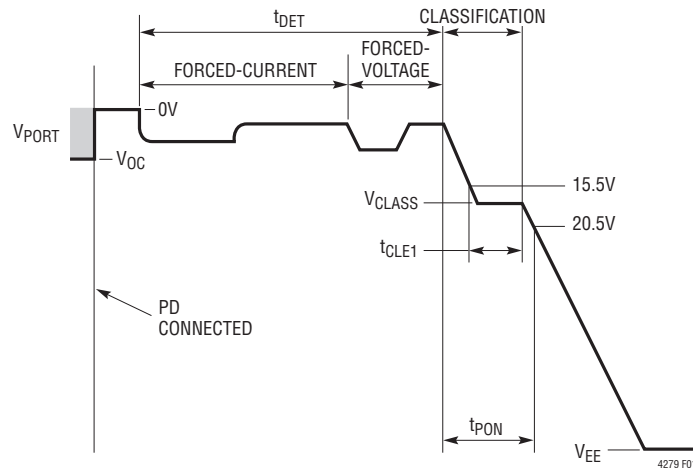 tDET
CLASSIFICATION
FORCED-CURRENT
FORCED-
VOLTAGE
0V
VPORT
VOC
15.5V
VCLASS
20.5V
tCLE1
PD
CONNECTED
tPON
VEE
4279 F01